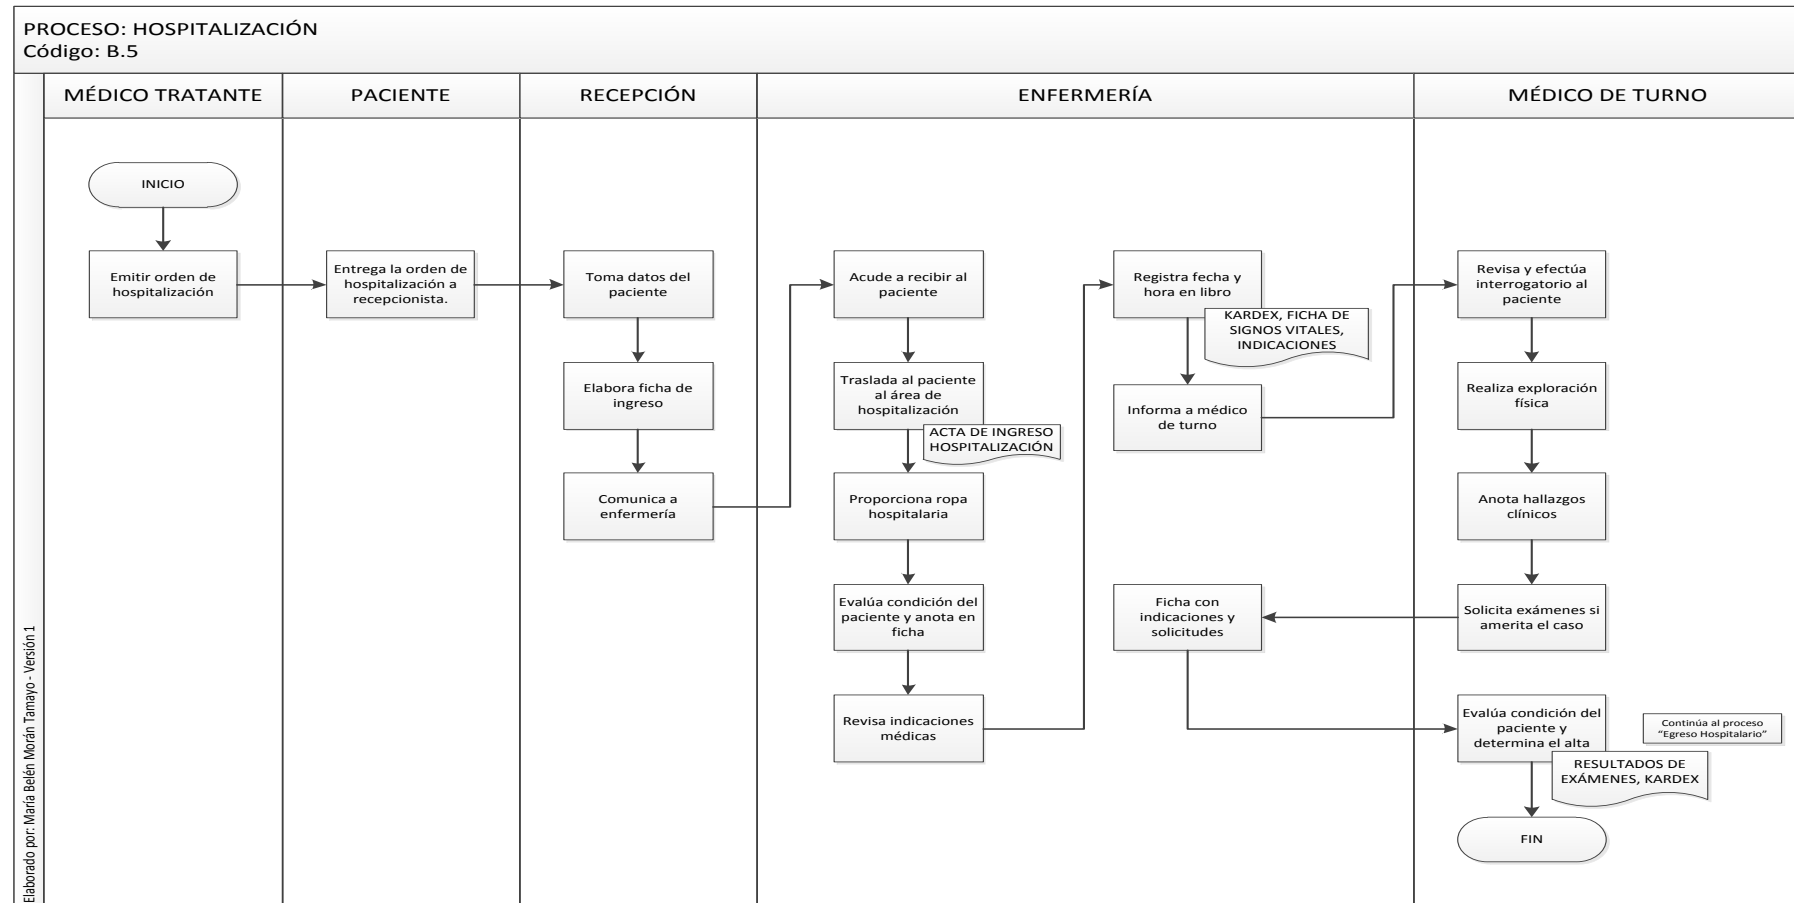 PROCESO: HOSPITALIZACIÓN
Código: B.5
MÉDICO TRATANTE
PACIENTE
RECEPCIÓN
ENFERMERÍA
MÉDICO DE TURNO
INICIO
Emitir orden de
hospitalización
Entrega la orden de
hospitalización a
recepcionista.
Toma datos del
paciente
Elabora ficha de
ingreso
Comunica a
enfermería
Acude a recibir al
paciente
Traslada al paciente
al área de
hospitalización
ACTA DE INGRESO
HOSPITALIZACIÓN
Proporciona ropa
hospitalaria
Evalúa condición del
paciente y anota en
ficha
Revisa indicaciones
médicas
Registra fecha y
hora en libro
KARDEX, FICHA DE
SIGNOS VITALES,
INDICACIONES
Informa a médico
de turno
Revisa y efectúa
interrogatorio al
paciente
Realiza exploración
física
Anota hallazgos
clínicos
Solicita exámenes si
amerita el caso
Ficha con
indicaciones y
solicitudes
Evalúa condición del
paciente y
determina el alta
RESULTADOS DE
EXÁMENES, KARDEX
Continúa al proceso
“Egreso Hospitalario”
FIN
Elaborado por: María Belén Morán Tamayo - Versión 1